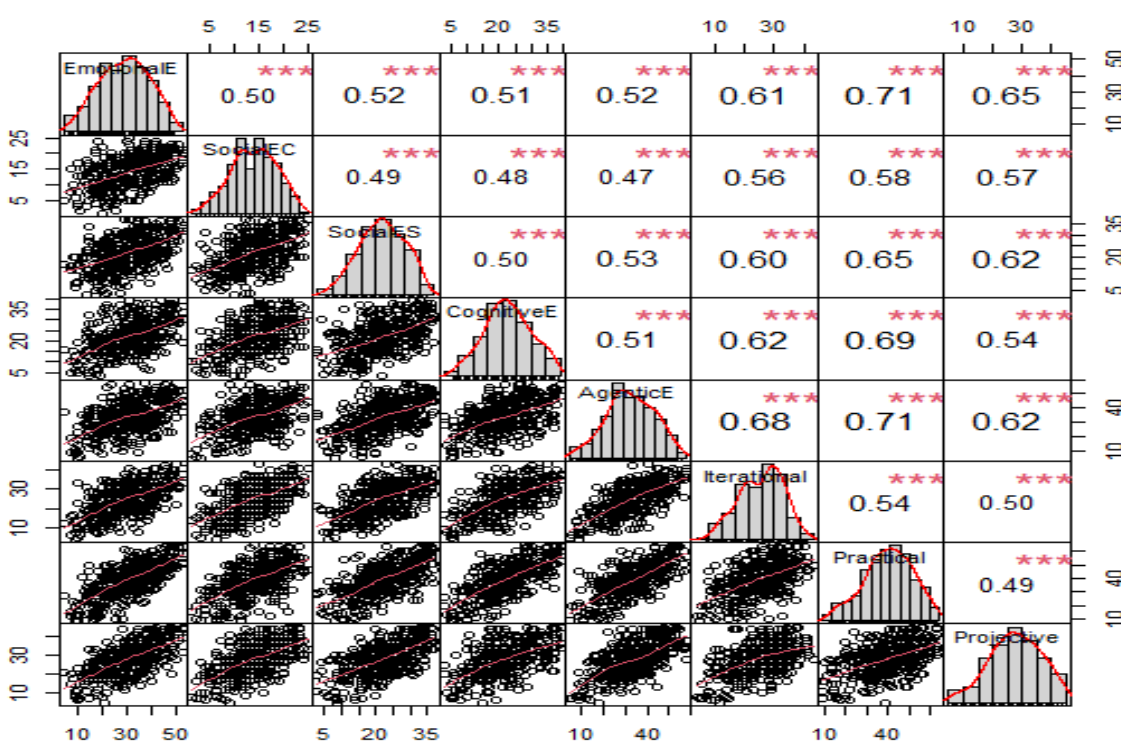 5 15 25 5 20 35 10 30 10 30
EmotionalE *** *** *** *** *** *** *** 50
0.50 0.52 0.51 0.52 0.61 0.71 0.65 30
10
25 SocialEC *** *** *** *** *** ***
15 0.49 0.48 0.47 0.56 0.58 0.57
5
SocialES *** *** *** *** *** 35
0.50 0.53 0.60 0.65 0.62 20
5
35 CognitiveE *** *** *** ***
20 0.51 0.62 0.69 0.54
5
AgenticE *** *** *** 40
0.68 0.71 0.62
10
30 Iterational *** ***
10 0.54 0.50
Practical *** 40
0.49
10
30 Projective
10
10 30 50 5 20 35 10 40 10 40